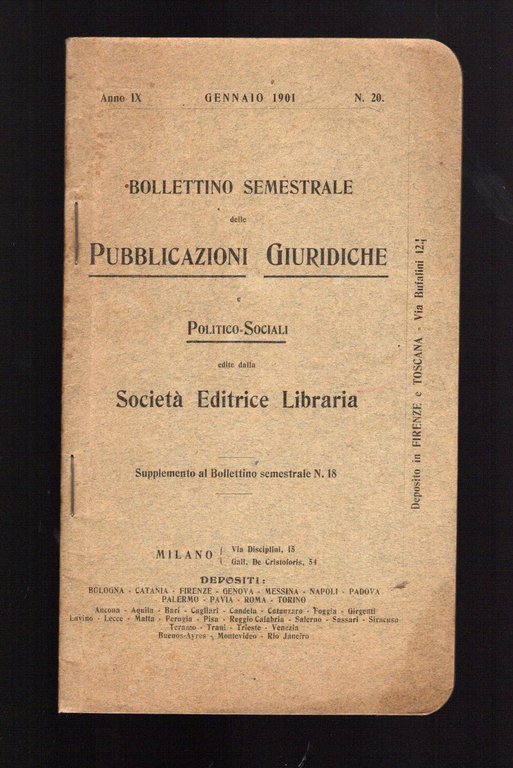 Anno IX GENNAIO 1901 N. 20.
BOLLETTINO SEMESTRALE
delle
PUBBLICAZIONI GIURIDICHE
e
POLITICO-SOCIALI
edite dalla
Società Editrice Libraria
Supplemento al Bollettino semestrale N. 18
MILANO { Via Disciplini, 15
Gall. De Cristoforis, 54
DEPOSITI:
BOLOGNA - CATANIA - FIRENZE - GENOVA - MESSINA - NAPOLI - PADOVA
PALERMO - PAVIA - ROMA - TORINO
Ancona - Aquila - Bari - Cagliari - Candela - Catanzaro - Foggia - Girgenti
Lecce - Malta - Perugia - Pisa - Reggio Calabria - Salerno - Sassari - Siracusa
Teramo - Trani - Trieste - Venezia
Buenos-Ayres - Montevideo - Rio Janeiro
Deposito in FIRENZE e TOSCANA - Via Bufalini